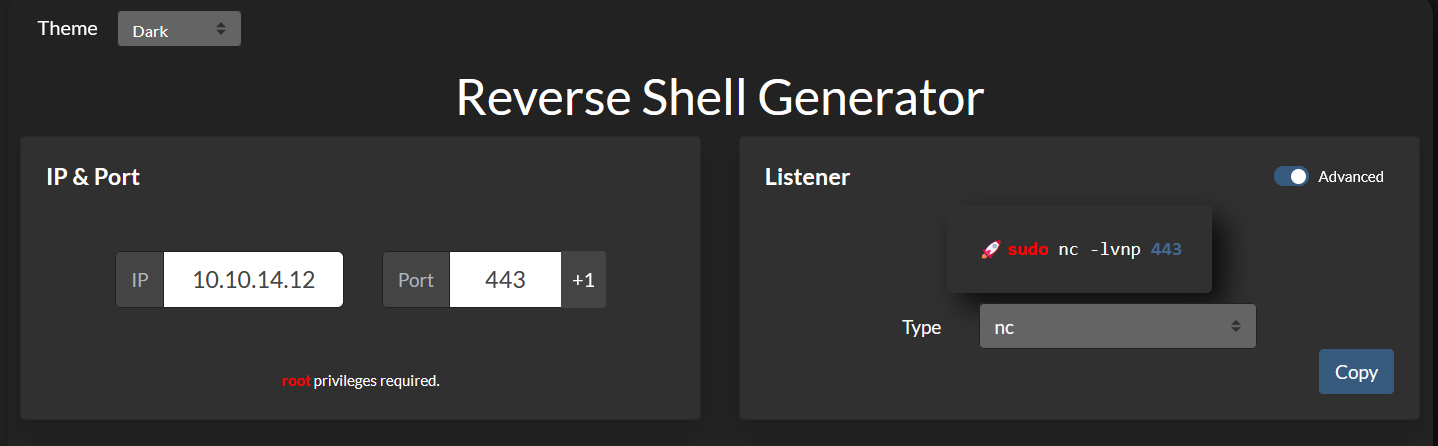 Theme Dark
Reverse Shell Generator
IP & Port
IP 10.10.14.12 Port 443 +1
root privileges required.
Listener
Advanced
🚀 sudo nc -lvnp 443
Type nc
Copy